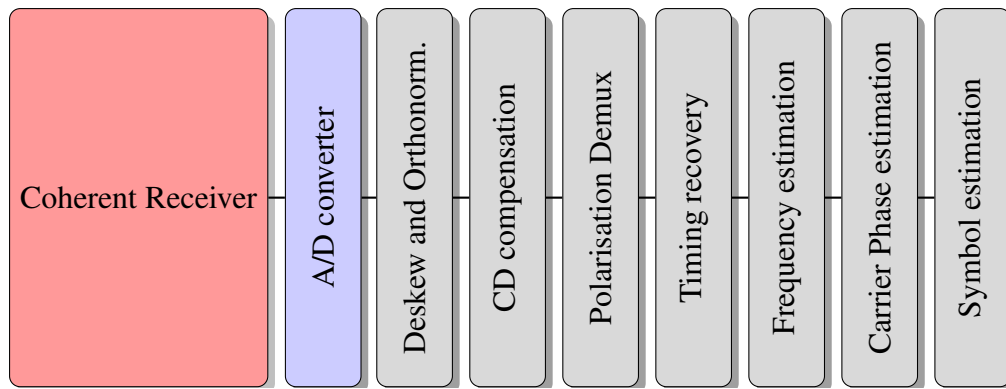 Coherent Receiver
A/D converter
Deskew and Orthonorm.
CD compensation
Polarisation Demux
Timing recovery
Frequency estimation
Carrier Phase estimation
Symbol estimation